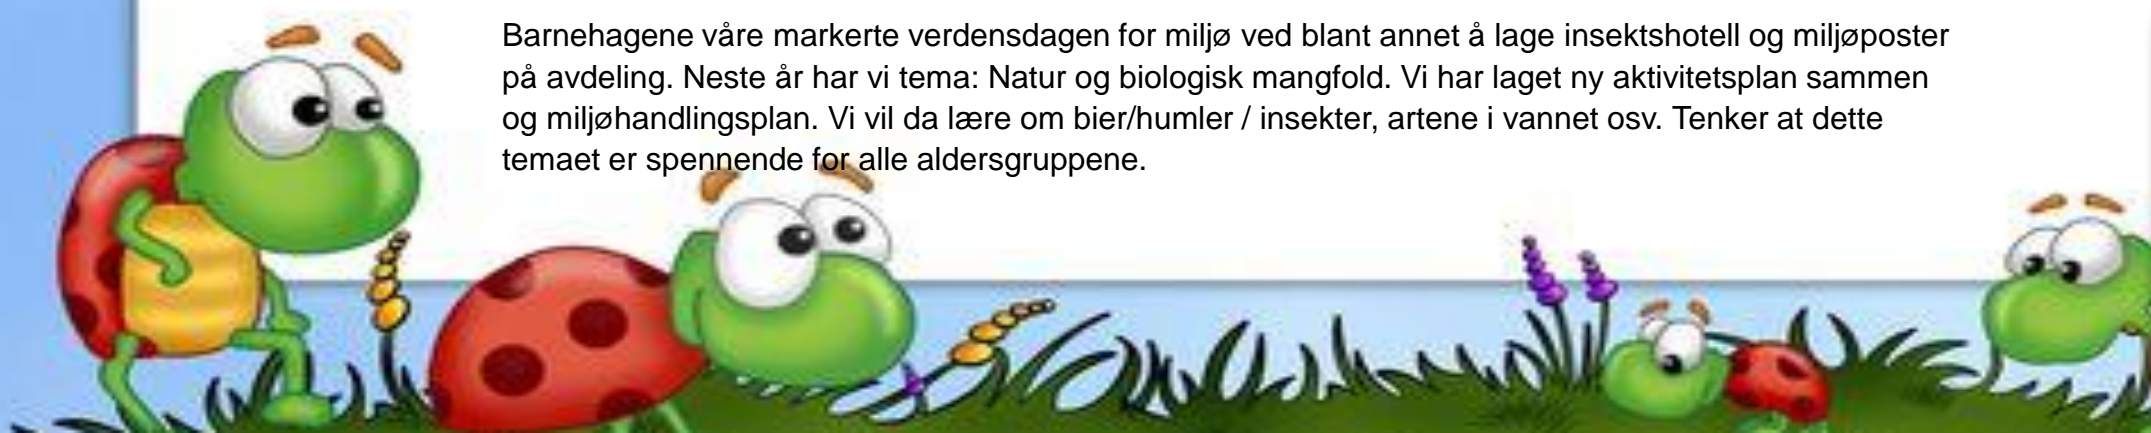 Barnehagene våre markerte verdensdagen for miljø ved blant annet å lage insektshotell og miljøposter
på avdeling. Neste år har vi tema: Natur og biologisk mangfold. Vi har laget ny aktivitetsplan sammen
og miljøhandlingsplan. Vi vil da lære om bier/humler / insekter, artene i vannet osv. Tenker at dette
temaet er spennende for alle aldersgruppene.